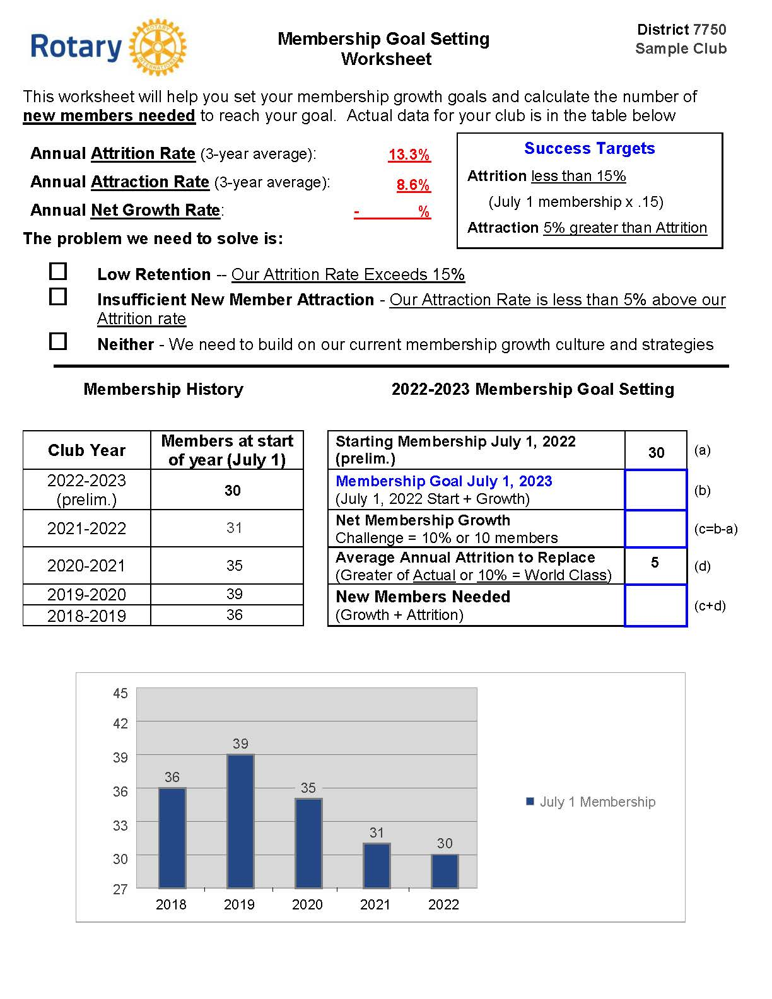 Rotary
ROTARY
INTERNATIONAL
Membership Goal Setting
Worksheet
District 7750
Sample Club
This worksheet will help you set your membership growth goals and calculate the number of
new members needed to reach your goal. Actual data for your club is in the table below
Annual Attrition Rate (3-year average): 13.3%
Annual Attraction Rate (3-year average): 8.6%
Annual Net Growth Rate: - %
Success Targets
Attrition less than 15%
(July 1 membership x .15)
Attraction 5% greater than Attrition
The problem we need to solve is:
Low Retention -- Our Attrition Rate Exceeds 15%
Insufficient New Member Attraction - Our Attraction Rate is less than 5% above our
Attrition rate
Neither - We need to build on our current membership growth culture and strategies
Membership History
Club Year Members at start
of year (July 1)
2022-2023
(prelim.) 30
2021-2022 31
2020-2021 35
2019-2020 39
2018-2019 36
2022-2023 Membership Goal Setting
Starting Membership July 1, 2022
(prelim.) 30 (a)
Membership Goal July 1, 2023
(July 1, 2022 Start + Growth) (b)
Net Membership Growth
Challenge = 10% or 10 members (c=b-a)
Average Annual Attrition to Replace
(Greater of Actual or 10% = World Class) 5 (d)
New Members Needed
(Growth + Attrition) (c+d)
45
42
39
36
33
30
27
36
39
35
31
30
2018 2019 2020 2021 2022
July 1 Membership